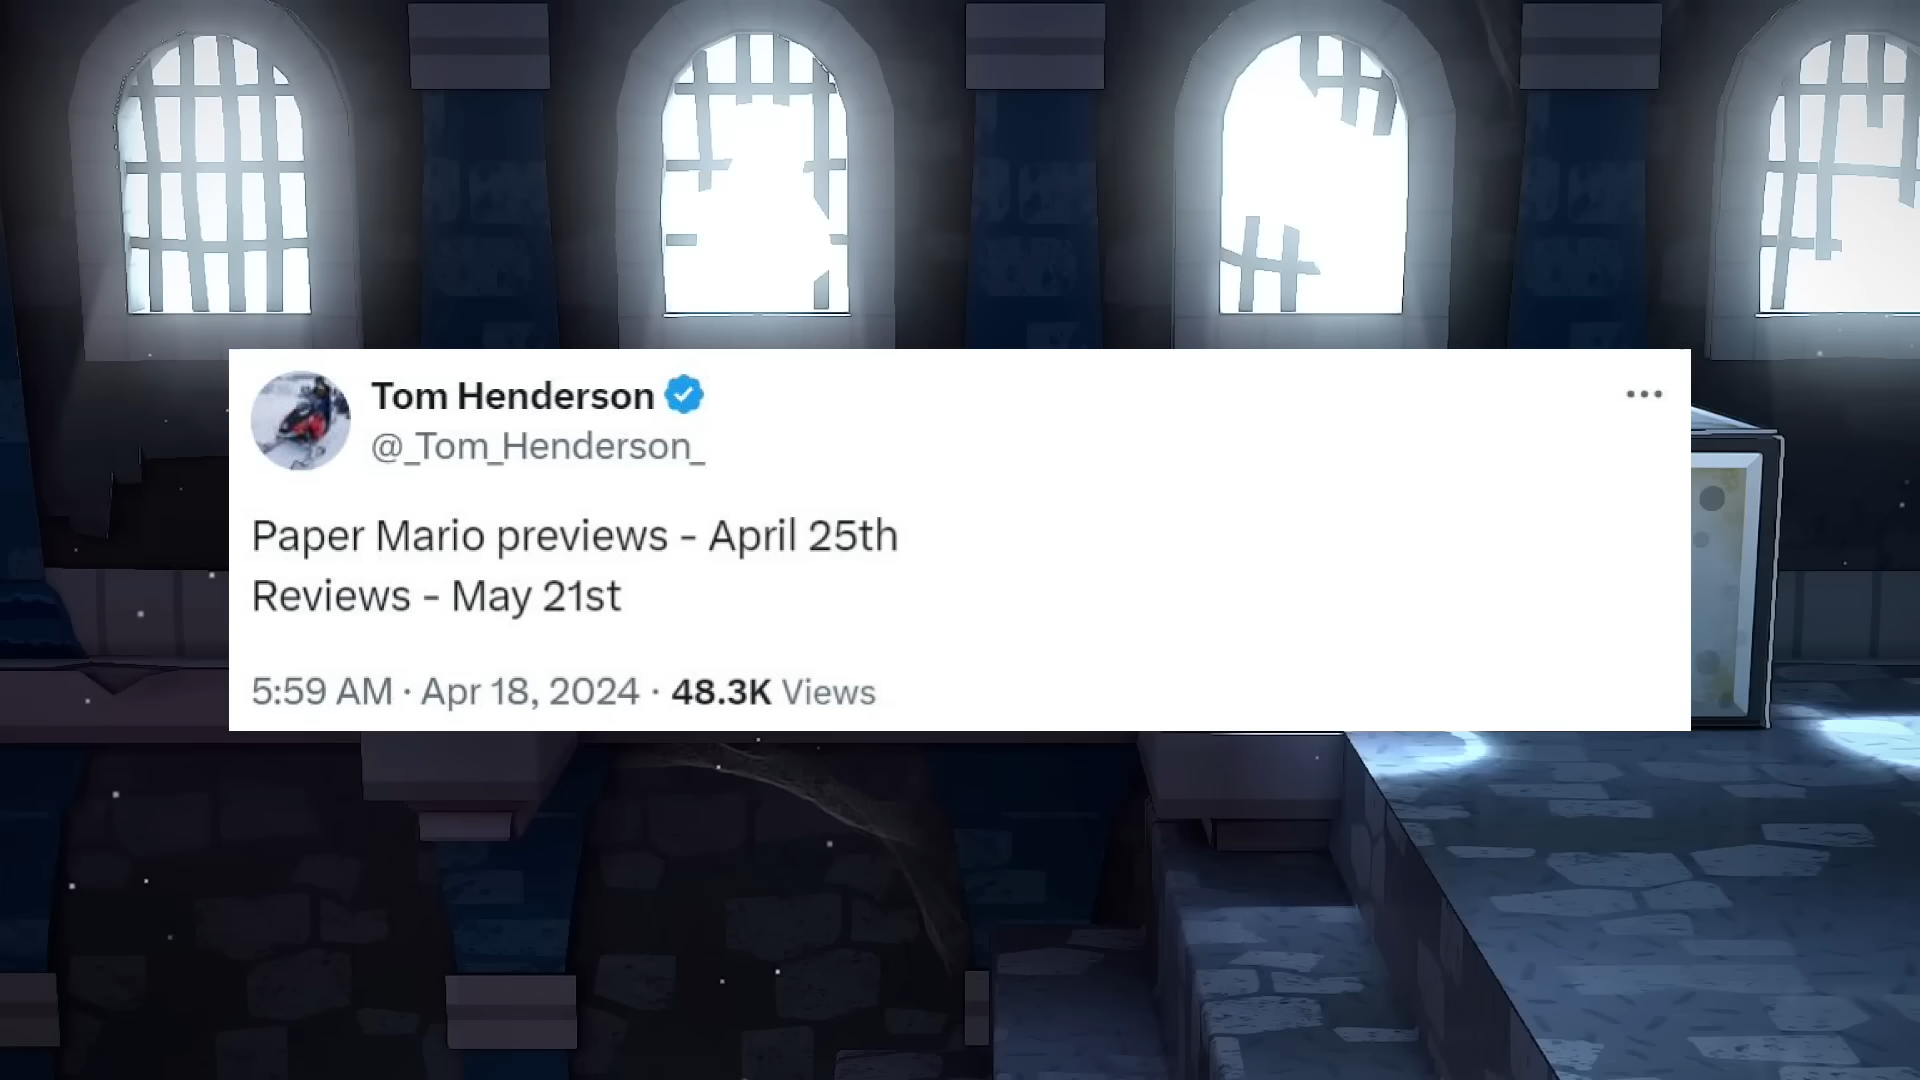 Tom Henderson
@_Tom_Henderson_
Paper Mario previews - April 25th
Reviews - May 21st
5:59 AM · Apr 18, 2024 · 48.3K Views